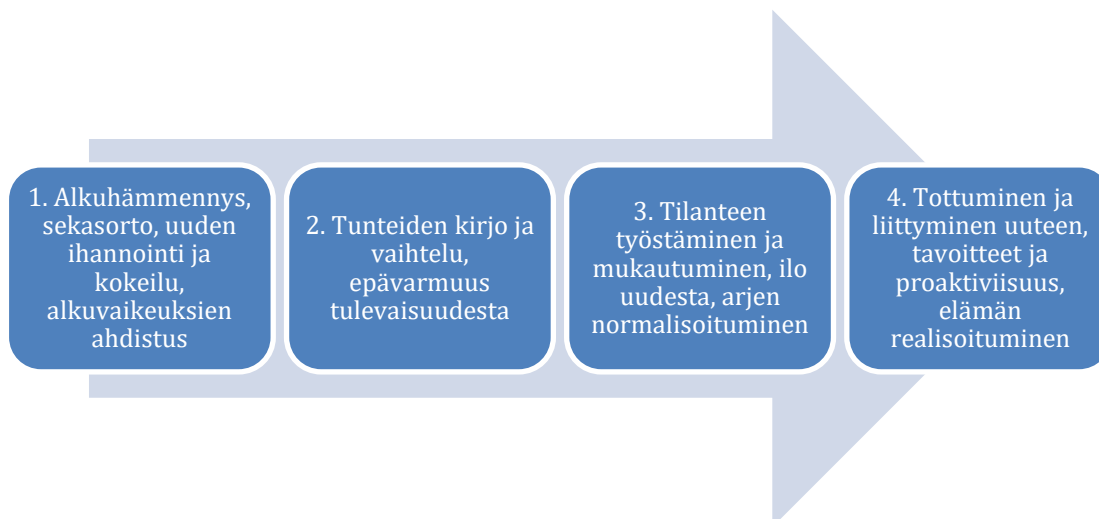 1. Alkuhämmennys,
sekasorto, uuden
ihannointi ja
kokeilu,
alkuvaikeuksien
ahdistus
2. Tunteiden kirjo ja
vaihtelu,
epävarmuus
tulevaisuudesta
3. Tilanteen
työstäminen ja
mukautuminen, ilo
uudesta, arjen
normalisoituminen
4. Tottuminen ja
liittyminen uuteen,
tavoitteet ja
proaktiviisuus,
elämän
realisoituminen